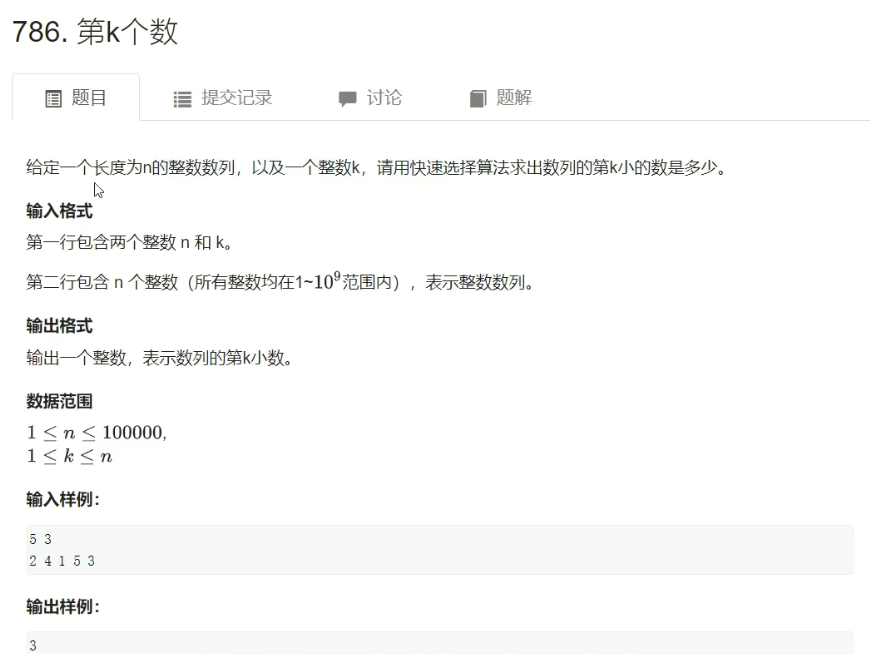 786. 第k个数
题目 提交记录 讨论 题解
给定一个长度为n的整数数列，以及一个整数k，请用快速选择算法求出数列的第k小的数是多少。
输入格式
第一行包含两个整数 n 和 k。
第二行包含 n 个整数（所有整数均在1~10⁹范围内），表示整数数列。
输出格式
输出一个整数，表示数列的第k小数。
数据范围
1 ≤ n ≤ 100000,
1 ≤ k ≤ n
输入样例：
5 3
2 4 1 5 3
输出样例：
3